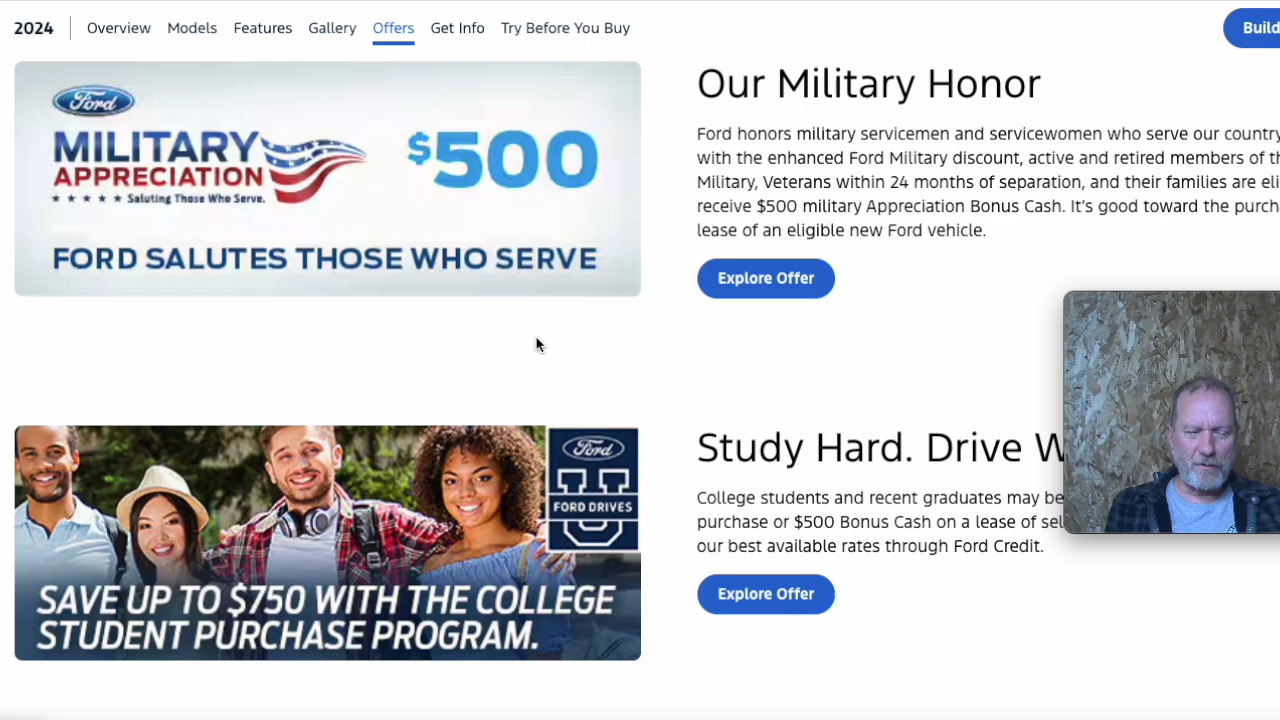 2024 Overview Models Features Gallery Offers Get Info Try Before You Buy Build
Ford
MILITARY
APPRECIATION
Saluting Those Who Serve.
$500
FORD SALUTES THOSE WHO SERVE
Our Military Honor
Ford honors military servicemen and servicewomen who serve our country
with the enhanced Ford Military discount, active and retired members of
Military, Veterans within 24 months of separation, and their families are
receive $500 military Appreciation Bonus Cash. It's good toward the
lease of an eligible new Ford vehicle.
Explore Offer
Ford
U
FORD DRIVES
SAVE UP TO $750 WITH THE COLLEGE
STUDENT PURCHASE PROGRAM.
Study Hard. Drive
College students and recent graduates may be
purchase or $500 Bonus Cash on a lease of
our best available rates through Ford Credit.
Explore Offer